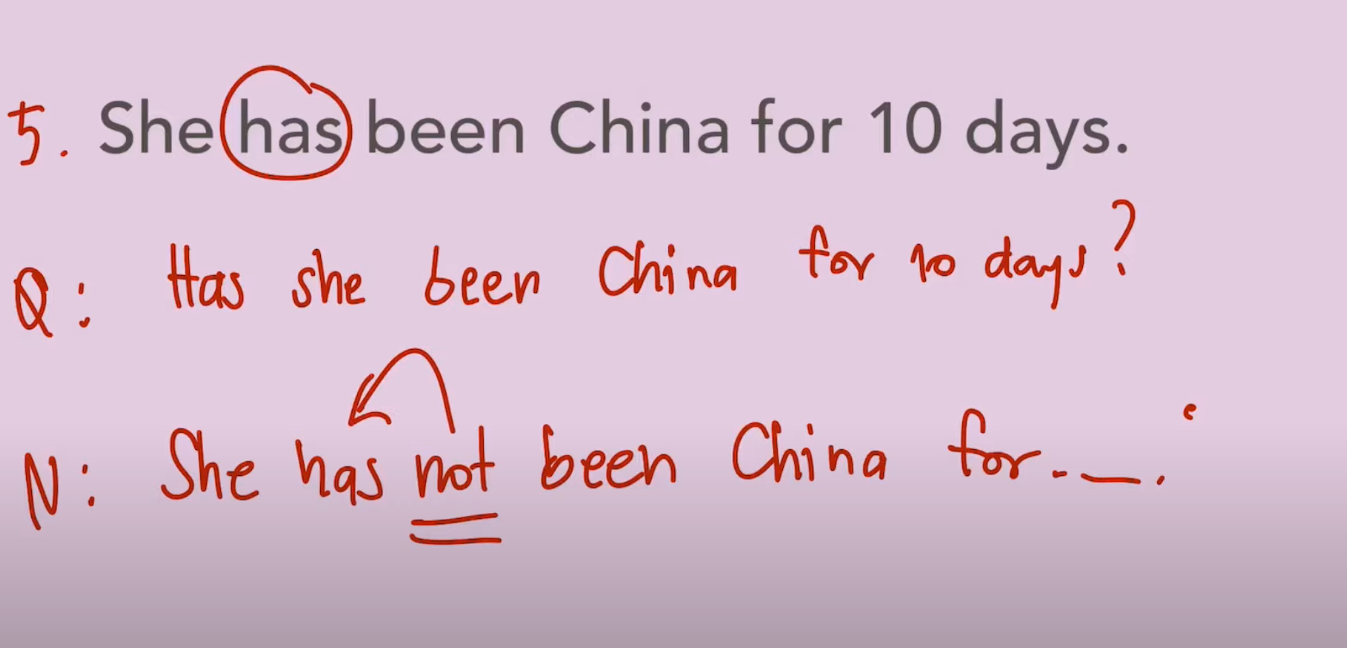 5. She has been China for 10 days.
Q: Has she been China for 10 days?
N: She has not been China for ._.